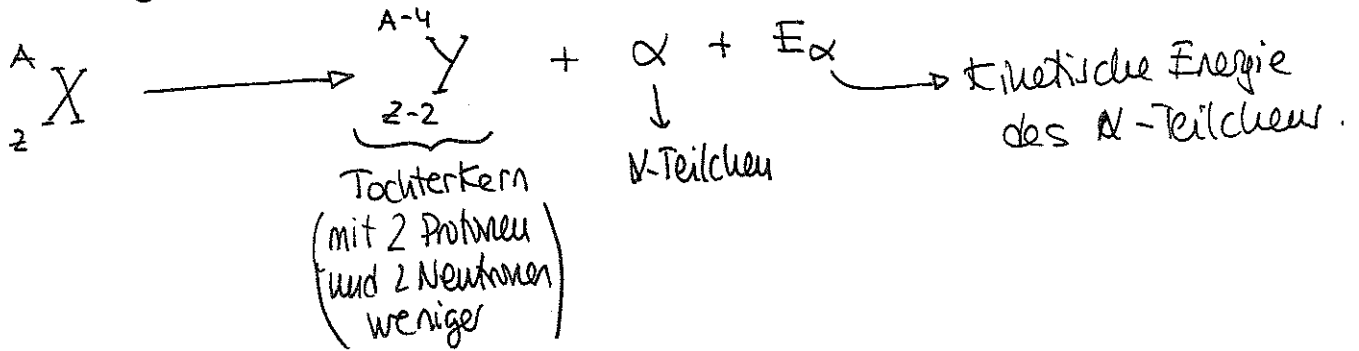 A/Z X → A-4/Z-2 Y + α + Eα → kinetische Energie
des α-Teilchens.
Tochterkern
(mit 2 Protonen
und 2 Neutronen
weniger)
α-Teilchen